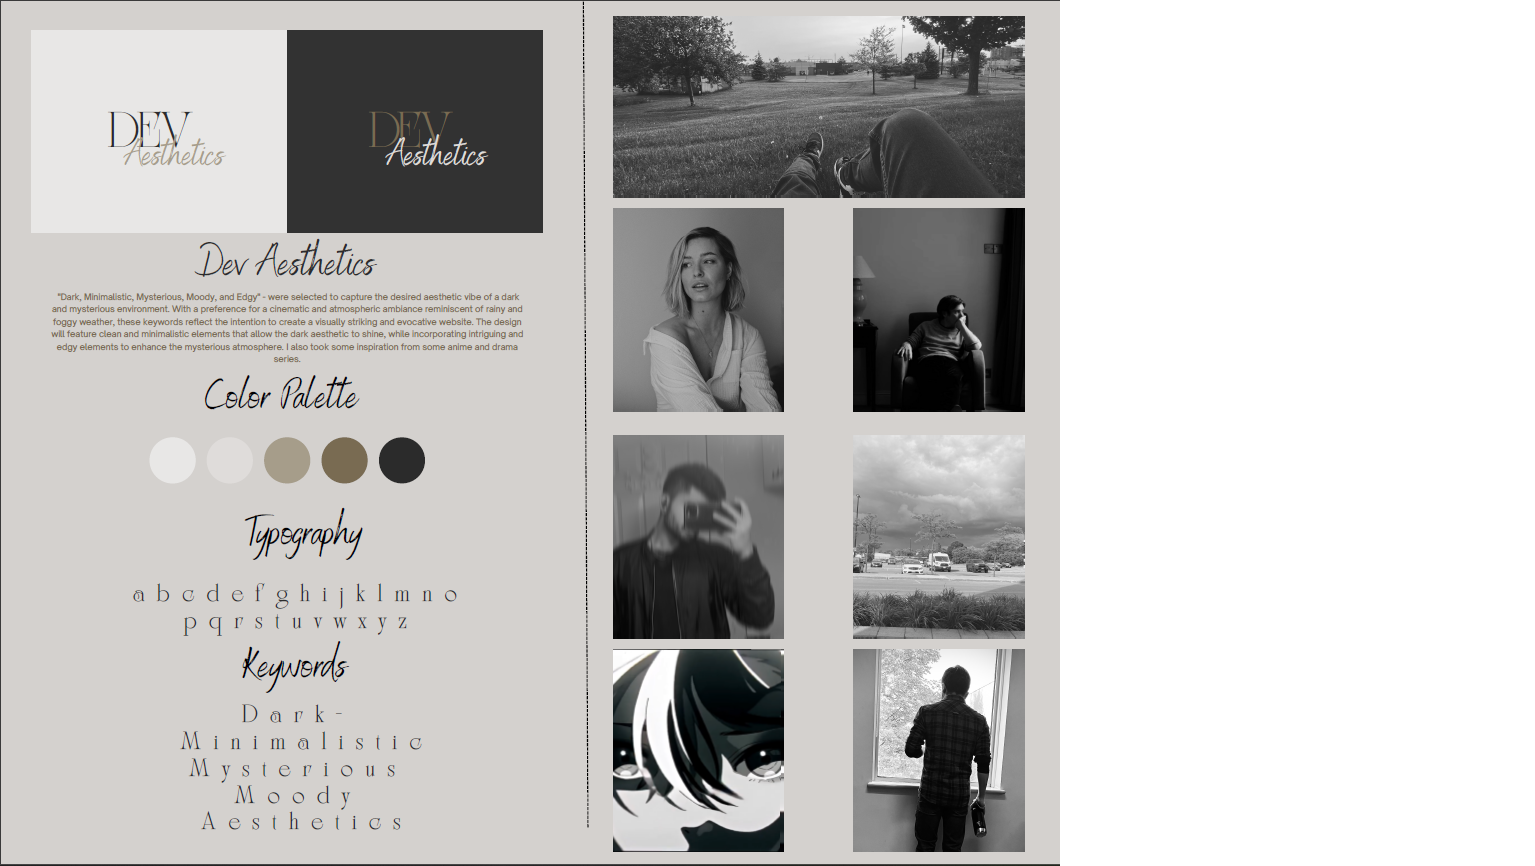 DEV
Aesthetics
DEV
Aesthetics
Dev Aesthetics
"Dark, Minimalistic, Mysterious, Moody, and Edgy" - were selected to capture the desired aesthetic vibe of a dark
and mysterious environment. With a preference for a cinematic and atmospheric ambiance reminiscent of rainy and
foggy weather, these keywords reflect the intention to create a visually striking and evocative website. The design
will feature clean and minimalistic elements that allow the dark aesthetic to shine, while incorporating intriguing and
edgy elements to enhance the mysterious atmosphere. I also took some inspiration from some anime and drama
series.
Color Palette
Typography
a b c d e f g h i j k l m n o
p q r s t u v w x y z
Keywords
Dark-
Minimalistic
Mysterious
Moody
Aesthetics